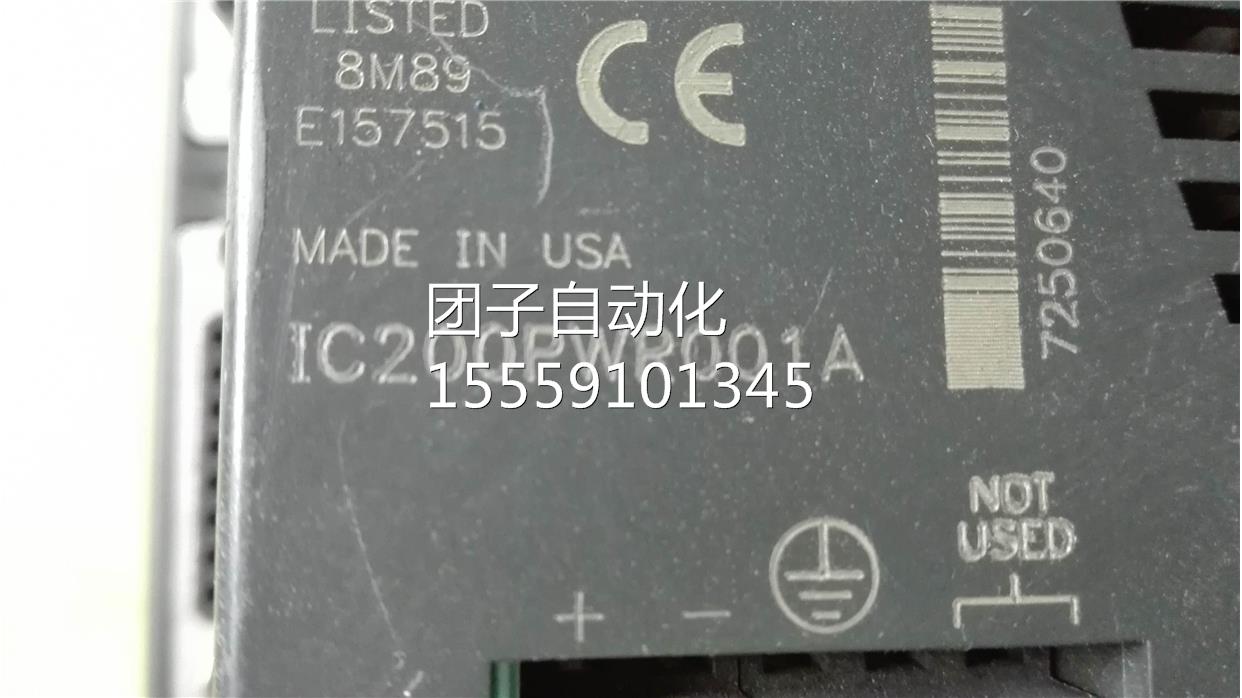 LISTED
8M89
E157515
CE
MADE IN USA
IC200PWR001A
团子自动化
15559101345
7250640
NOT
USED
+ −